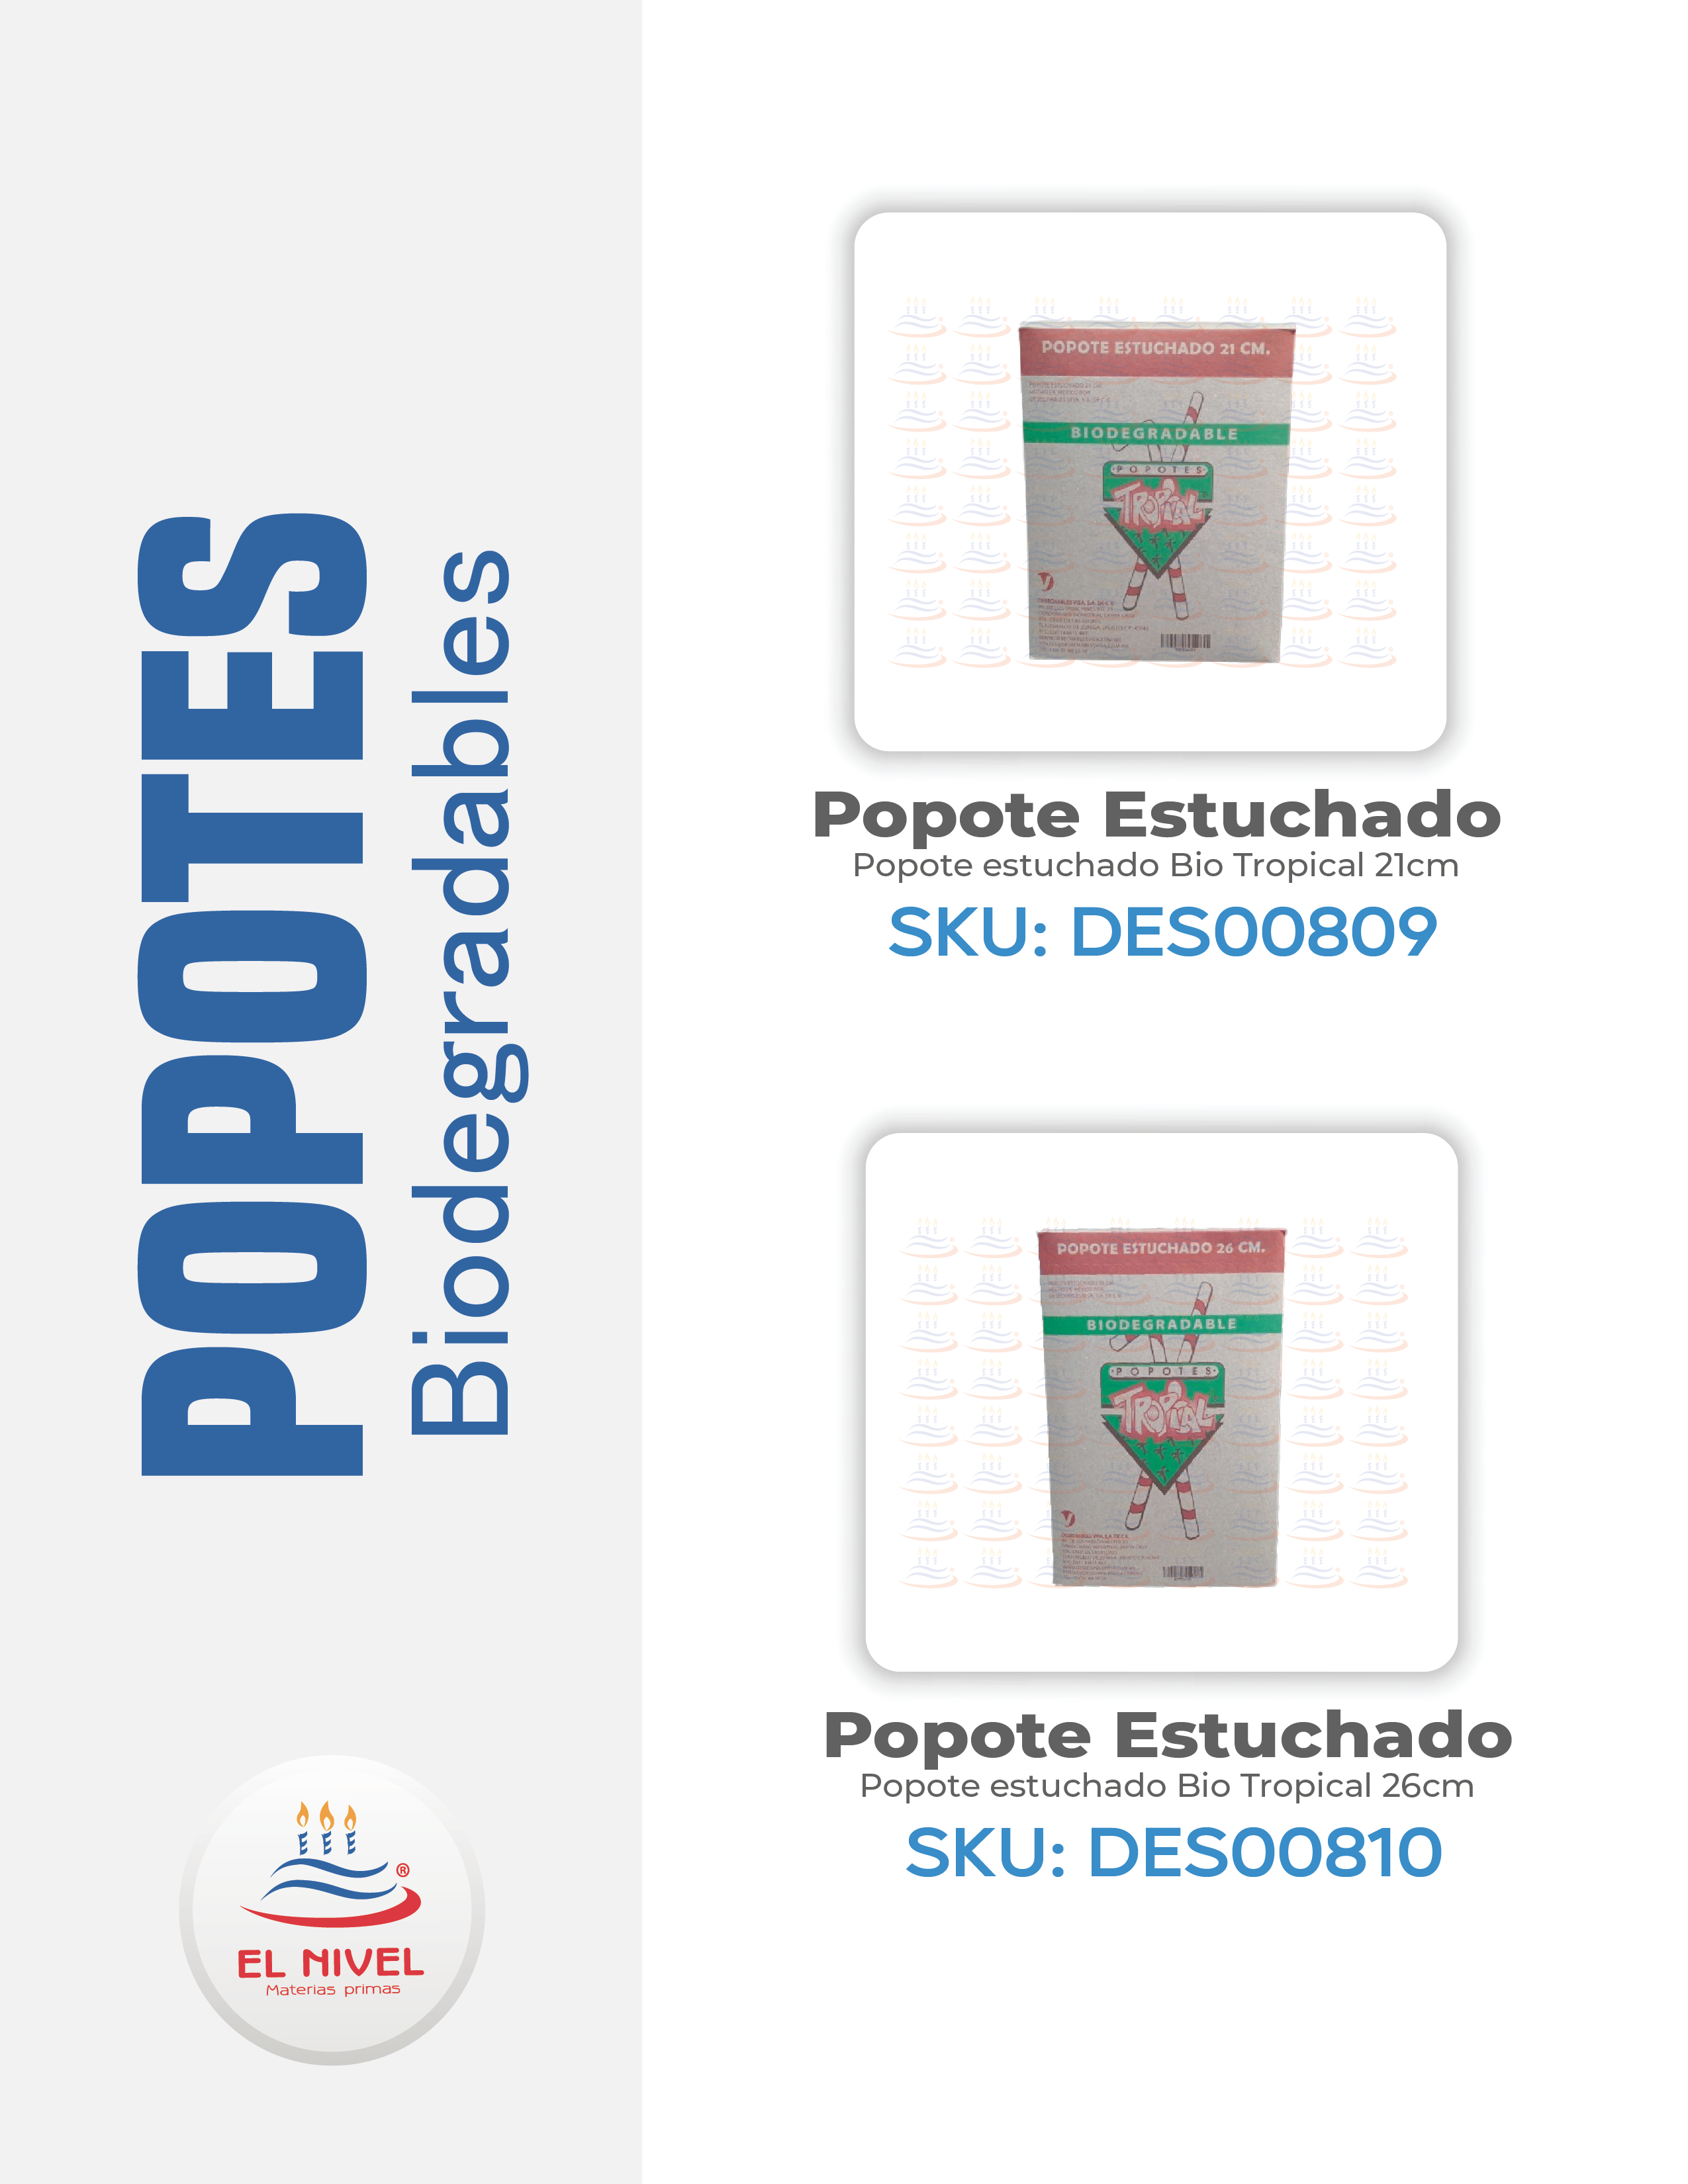 POPOTES
Biodegradables
POPOTE ESTUCHADO 21 CM.
BIODEGRADABLE
POPOTES
TROPICAL
Popote Estuchado
Popote estuchado Bio Tropical 21cm
SKU: DES00809
POPOTE ESTUCHADO 26 CM.
BIODEGRADABLE
POPOTES
TROPICAL
Popote Estuchado
Popote estuchado Bio Tropical 26cm
SKU: DES00810
®
EL NIVEL
Materias primas